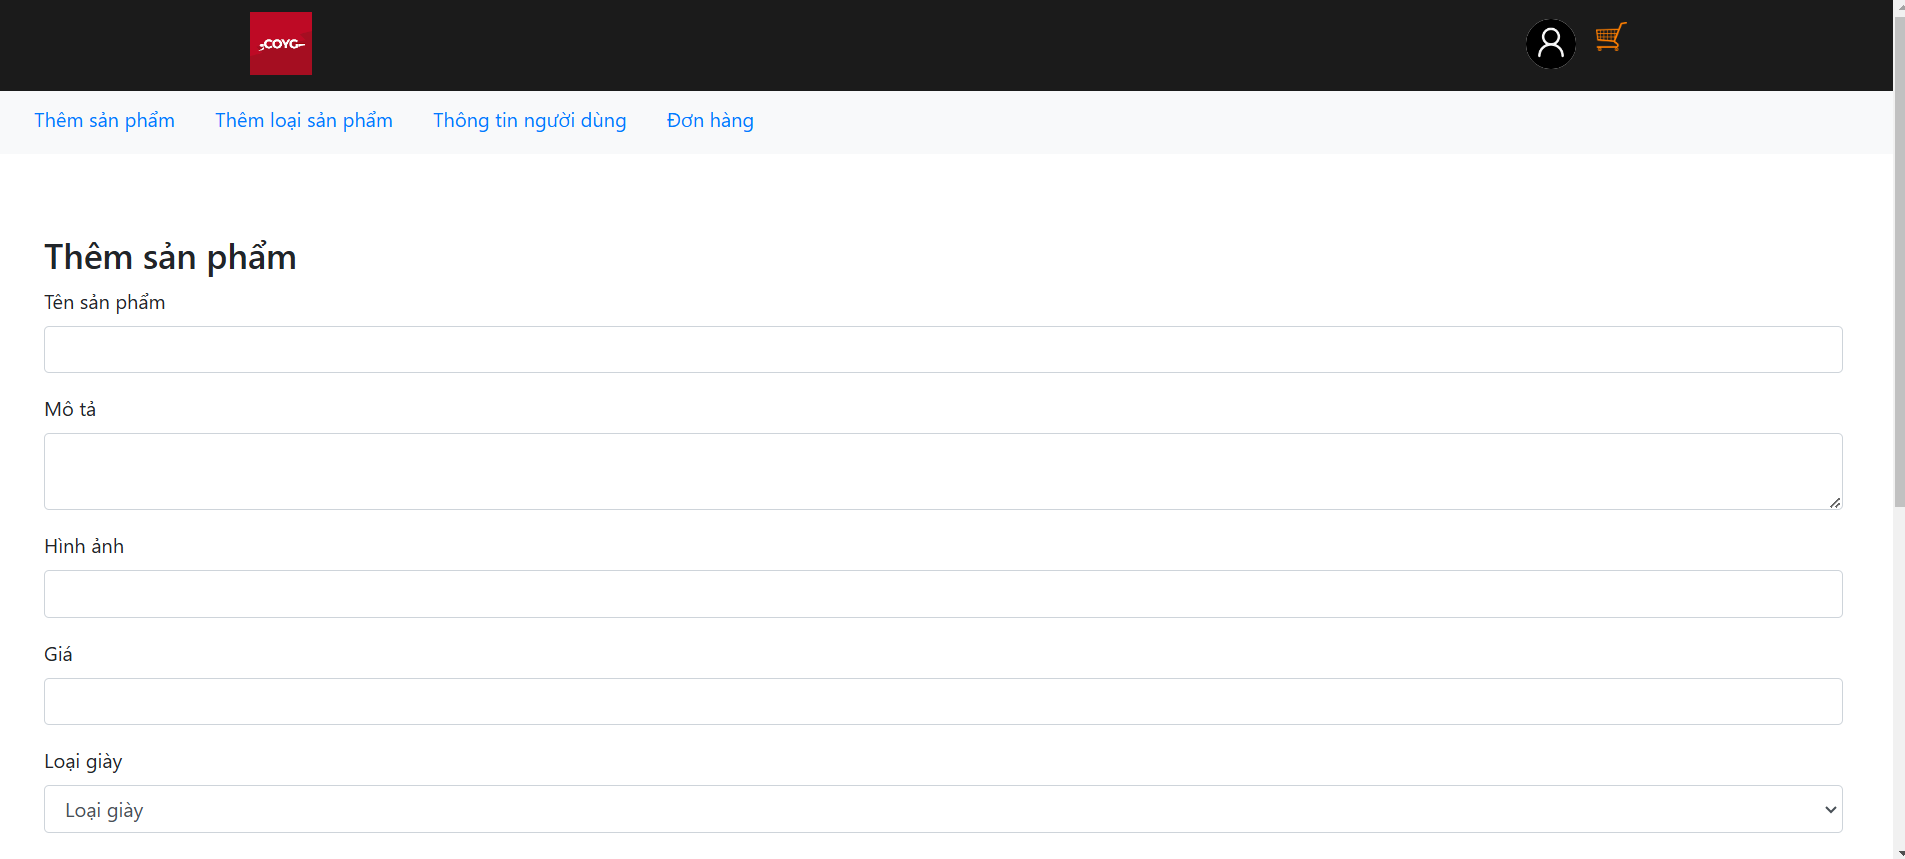 COYG
Thêm sản phẩm Thêm loại sản phẩm Thông tin người dùng Đơn hàng
Thêm sản phẩm
Tên sản phẩm
Mô tả
Hình ảnh
Giá
Loại giày
Loại giày